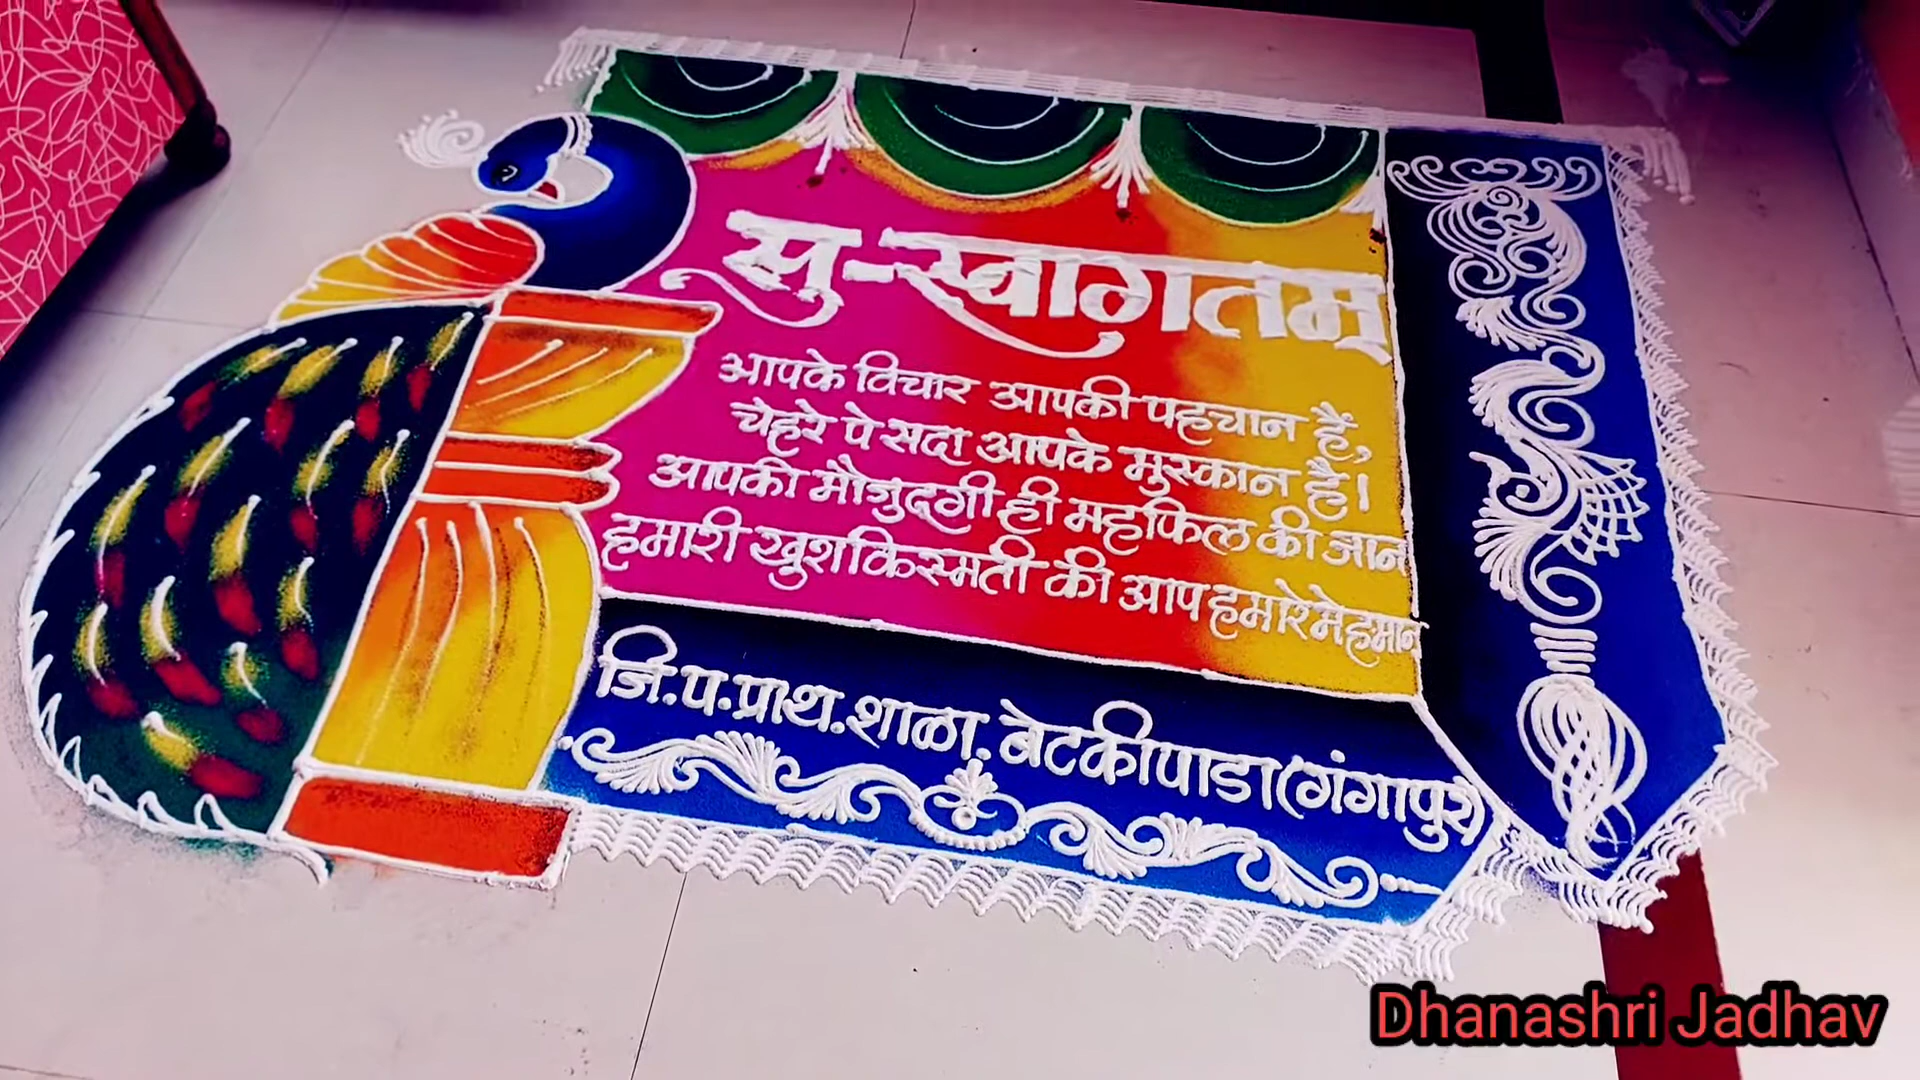 सु-स्वागतम्
आपके विचार आपकी पहचान हैं,
चेहरे पे सदा आपके मुस्कान है।
आपकी मौजुदगी ही महफिल की जान
हमारी खुशकिस्मती की आप हमारे मेहमान
जि.प.प्राथ.शाळा. बेटकीपाडा(गंगापुर)
Dhanashri Jadhav